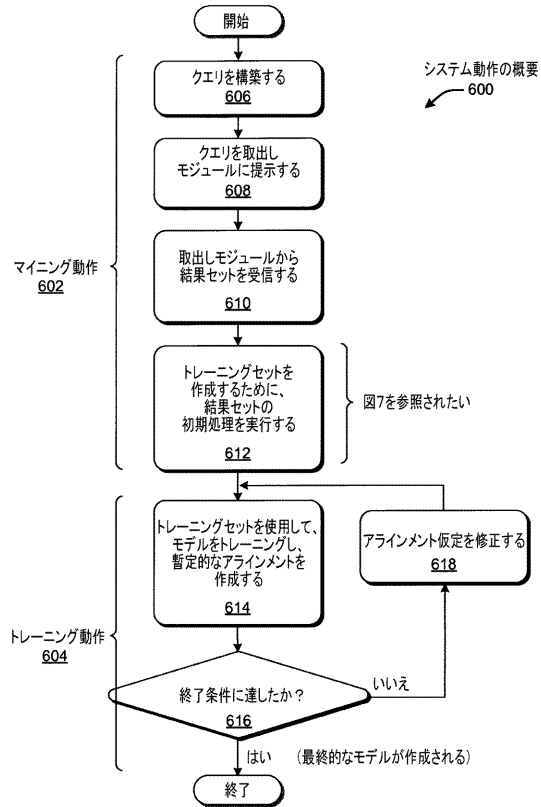 開始
システム動作の概要
600
クエリを構築する
606
クエリを取出し
モジュールに提示する
608
取出しモジュールから
結果セットを受信する
610
マイニング動作
602
トレーニングセットを
作成するために、
結果セットの
初期処理を実行する
612
図7を参照されたい
トレーニングセットを使用して、
モデルをトレーニングし、
暫定的なアラインメントを
作成する
614
アラインメント仮定を修正する
618
トレーニング動作
604
終了条件に達したか？
616
いいえ
はい （最終的なモデルが作成される）
終了